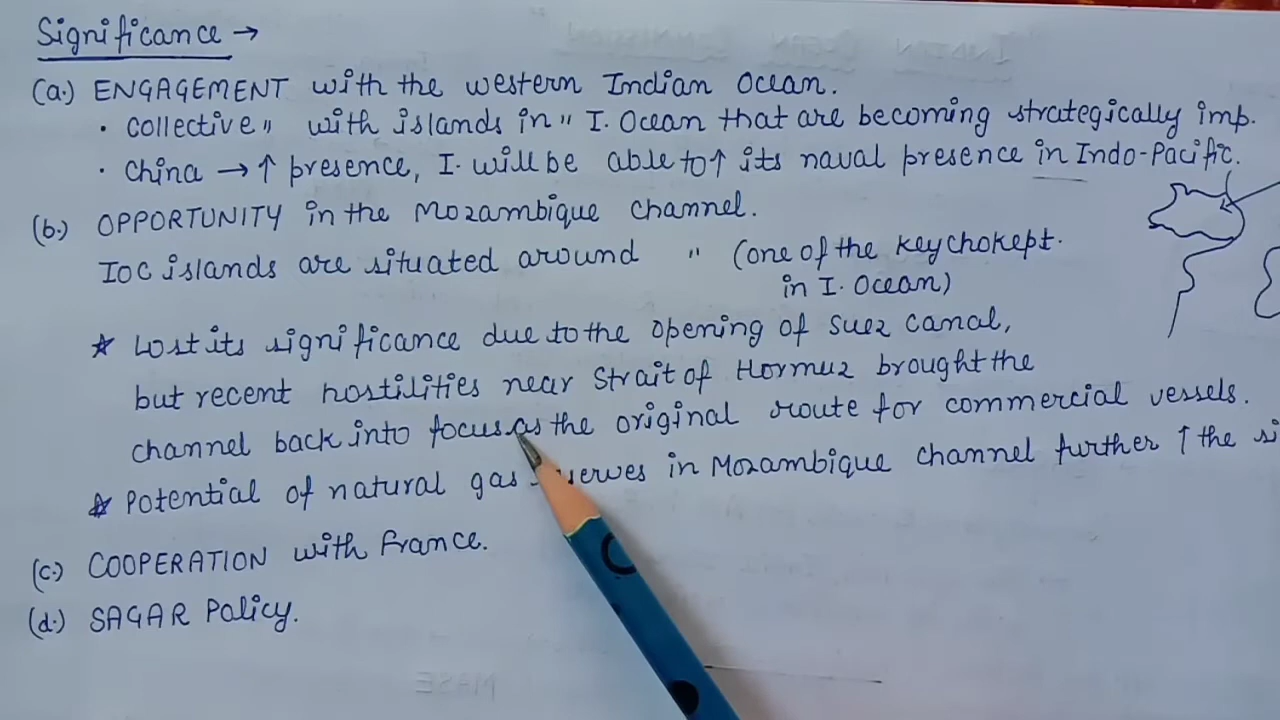 Significance →
(a.) ENGAGEMENT with the western Indian Ocean.
· collective " with islands in " I. Ocean that are becoming strategically imp.
· China → ↑ presence, I. will be able to ↑ its naval presence in Indo-Pacific.
(b.) OPPORTUNITY in the Mozambique channel.
IOC islands are situated around " (one of the key chokept.
in I. Ocean)
★ Lost its significance due to the opening of Suez canal,
but recent hostilities near Strait of Hormuz brought the
channel back into focus as the original route for commercial vessels.
★ Potential of natural gas in Mozambique channel further ↑ the
(c.) COOPERATION with France.
(d.) SAGAR Policy.